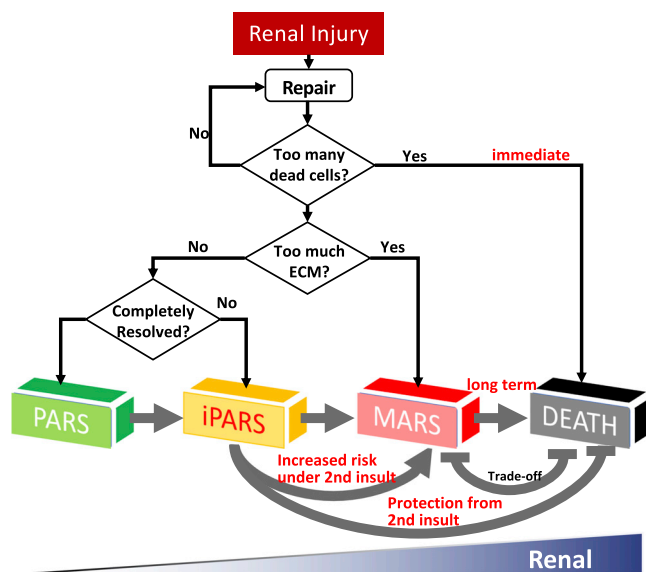 Renal Injury
Repair
No
Too many
dead cells?
Yes
immediate
No
Too much
ECM?
Yes
Completely
Resolved?
No
PARS
iPARS
MARS
long term
DEATH
Increased risk
under 2nd insult
Trade-off
Protection from
2nd insult
Renal